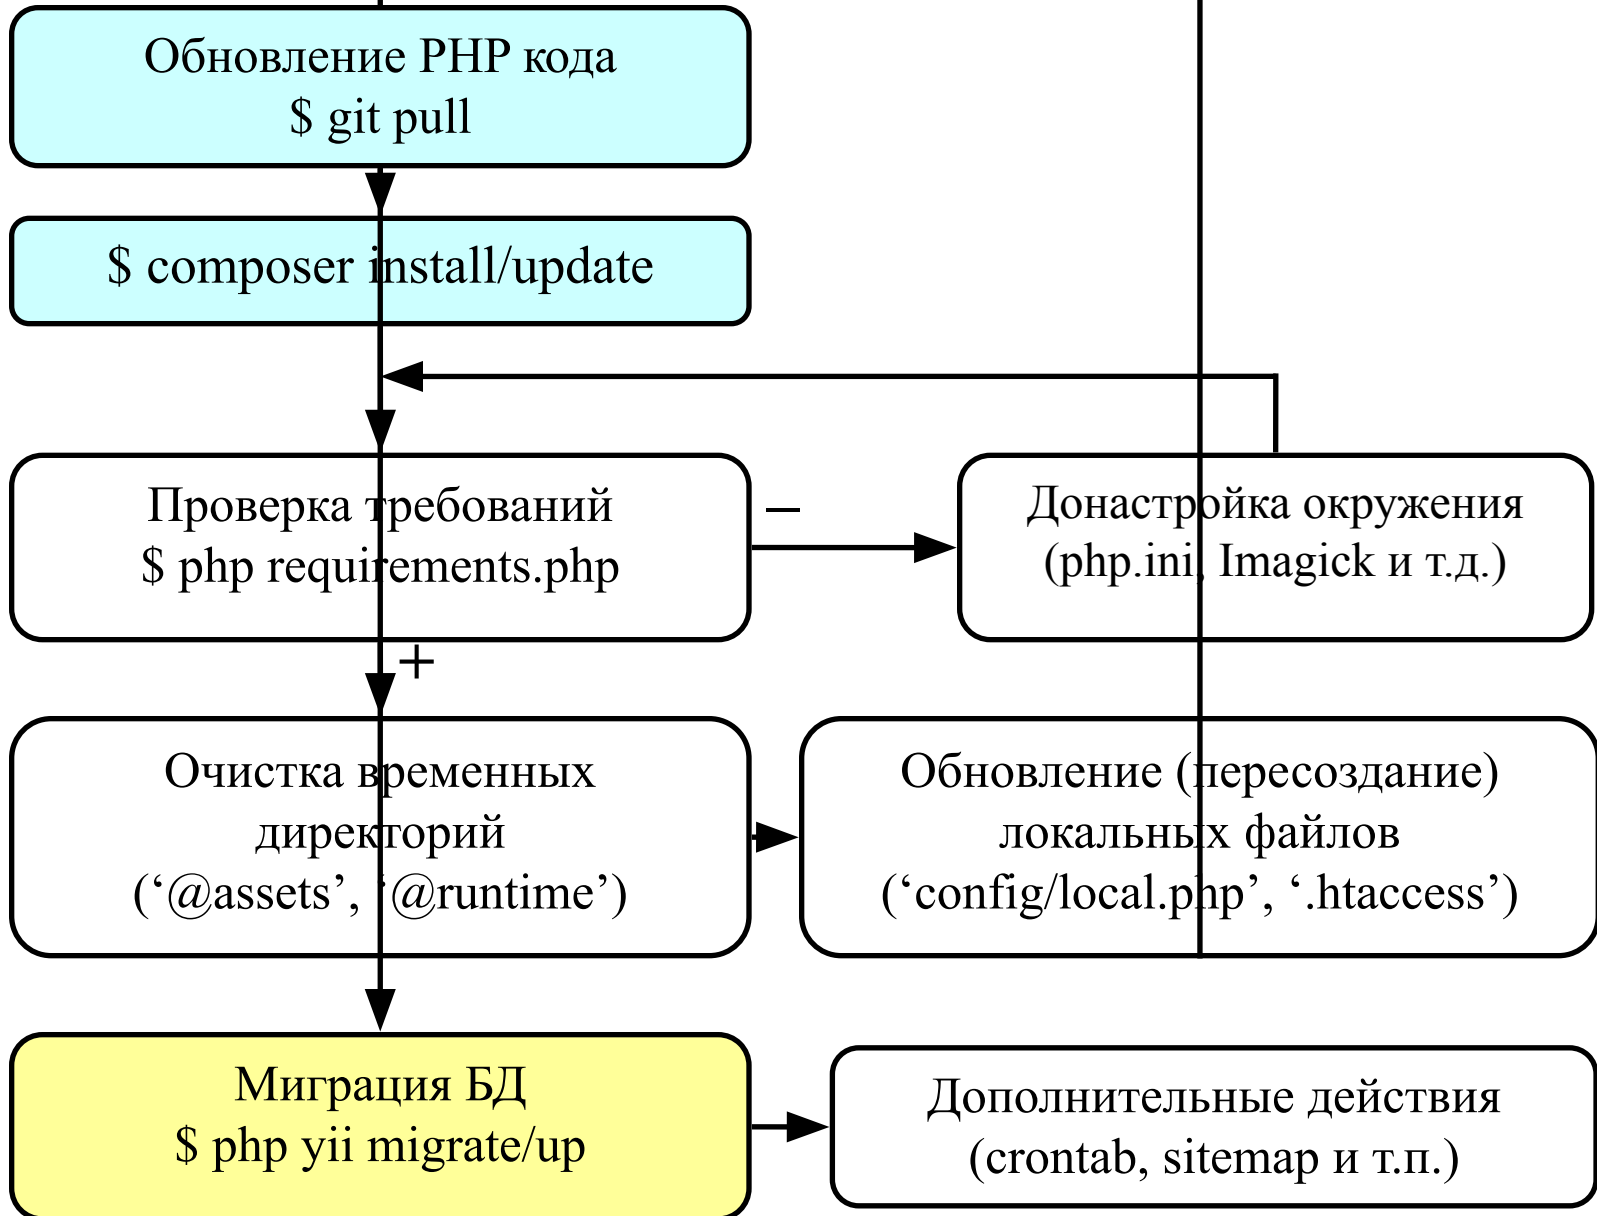 Обновление PHP кода
$ git pull
$ composer install/update
Проверка требований
$ php requirements.php
–
Донастройка окружения
(php.ini, Imagick и т.д.)
+
Очистка временных
директорий
(‘@assets’, ‘@runtime’)
Обновление (пересоздание)
локальных файлов
(‘config/local.php’, ‘.htaccess’)
Миграция БД
$ php yii migrate/up
Дополнительные действия
(crontab, sitemap и т.п.)